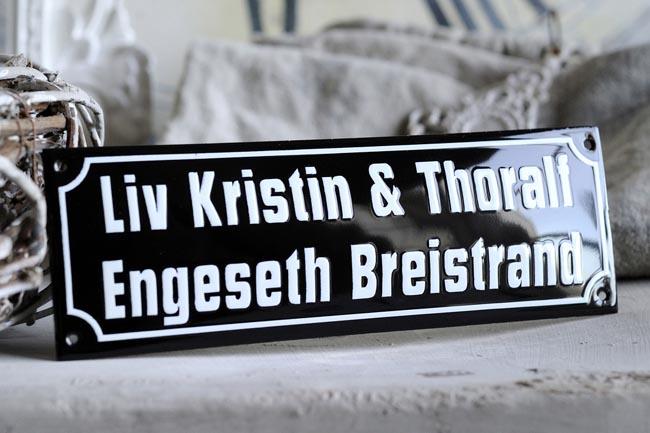 Liv Kristin & Thoralf
Engeseth Breistrand